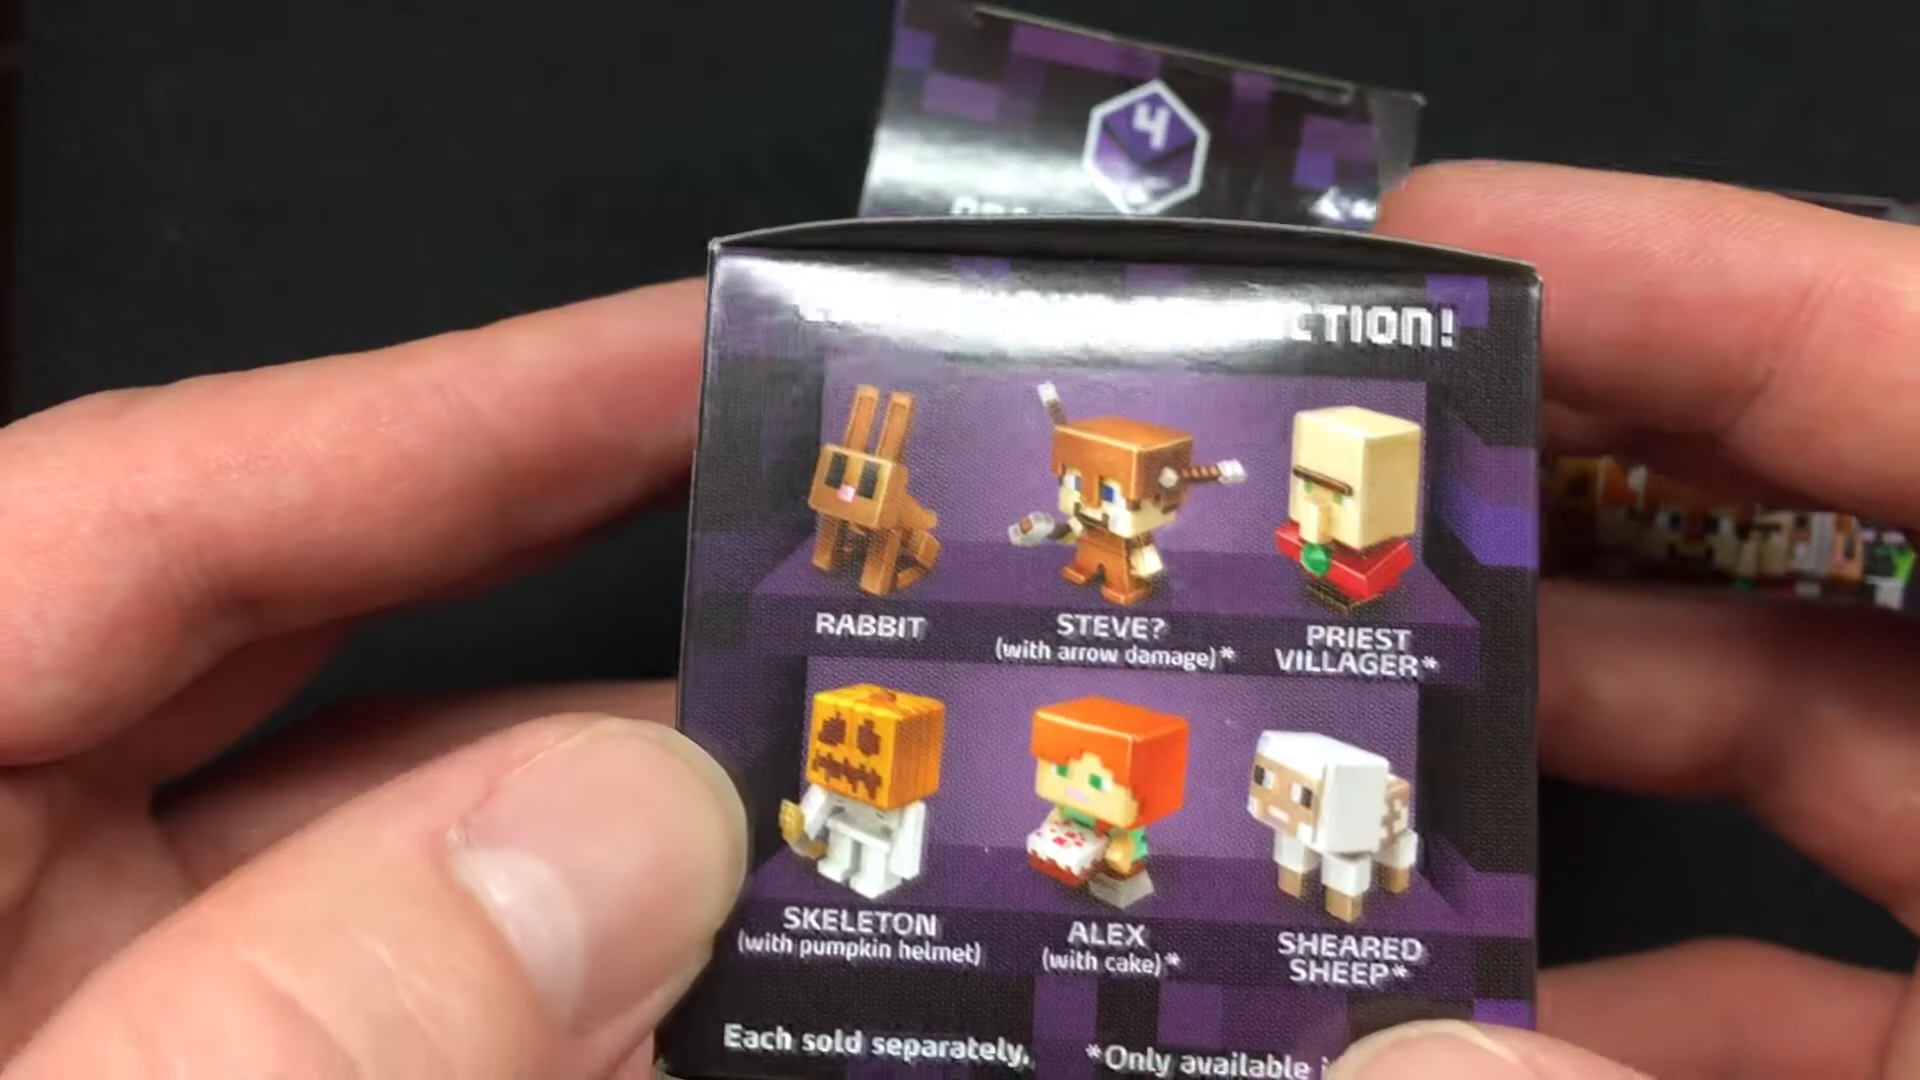 4
CTION!
RABBIT
STEVE?
(with arrow damage)*
PRIEST
VILLAGER*
SKELETON
(with pumpkin helmet)
ALEX
(with cake)*
SHEARED
SHEEP*
Each sold separately.
*Only available